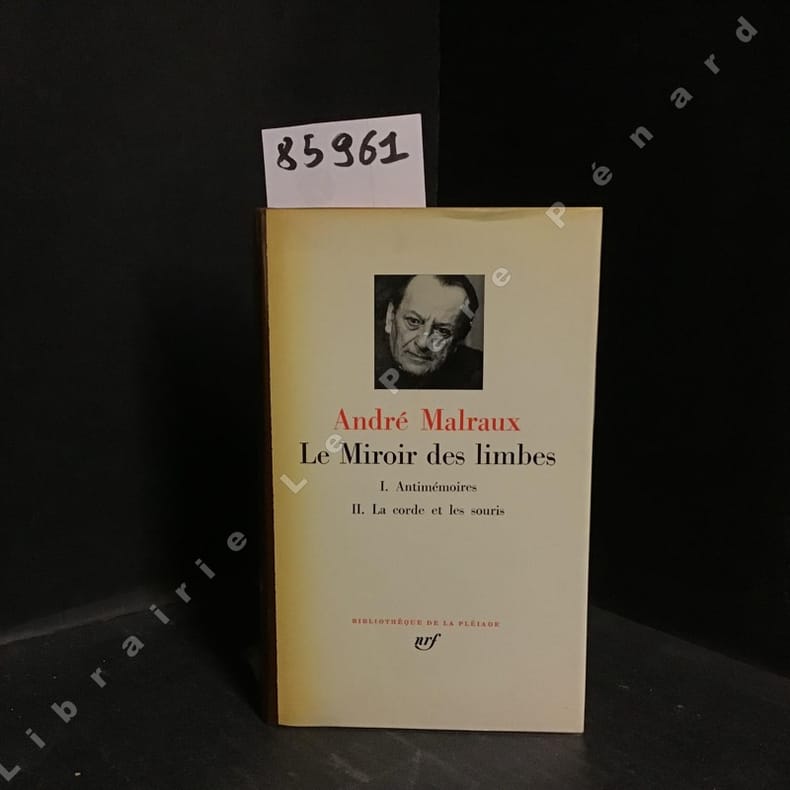 85961
André Malraux
Le Miroir des limbes
I. Antimémoires
II. La corde et les souris
BIBLIOTHÈQUE DE LA PLÉIADE
nrf
Librairie Le Père Pénard